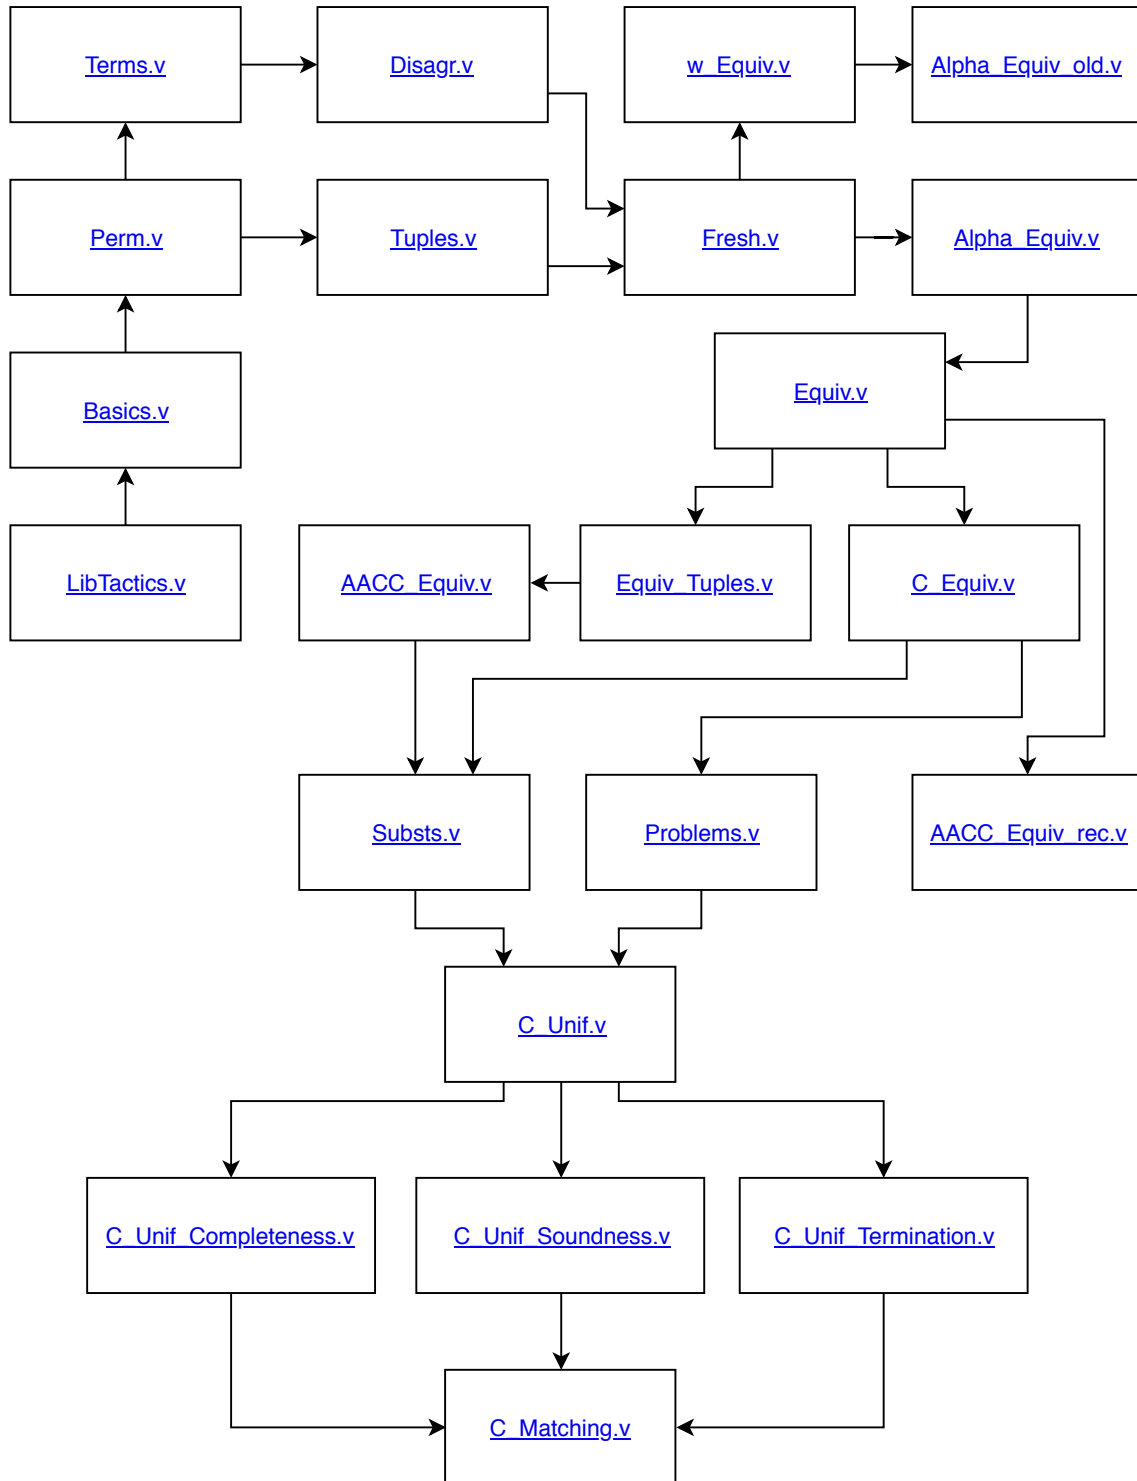 Terms.v
Disagr.v
w_Equiv.v
Alpha_Equiv_old.v
Perm.v
Tuples.v
Fresh.v
Alpha_Equiv.v
Basics.v
Equiv.v
LibTactics.v
AACC_Equiv.v
Equiv_Tuples.v
C_Equiv.v
Substs.v
Problems.v
AACC_Equiv_rec.v
C_Unif.v
C_Unif_Completeness.v
C_Unif_Soundness.v
C_Unif_Termination.v
C_Matching.v